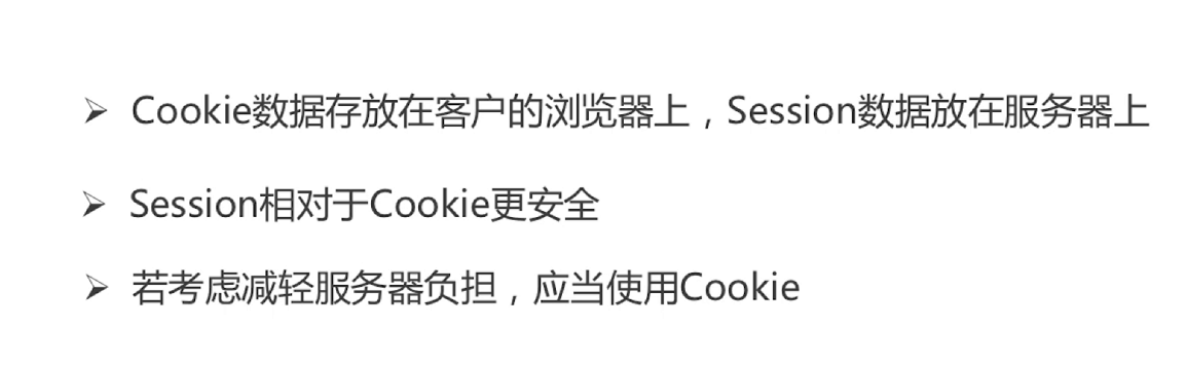 ➢ Cookie数据存放在客户的浏览器上，Session数据放在服务器上
➢ Session相对于Cookie更安全
➢ 若考虑减轻服务器负担，应当使用Cookie